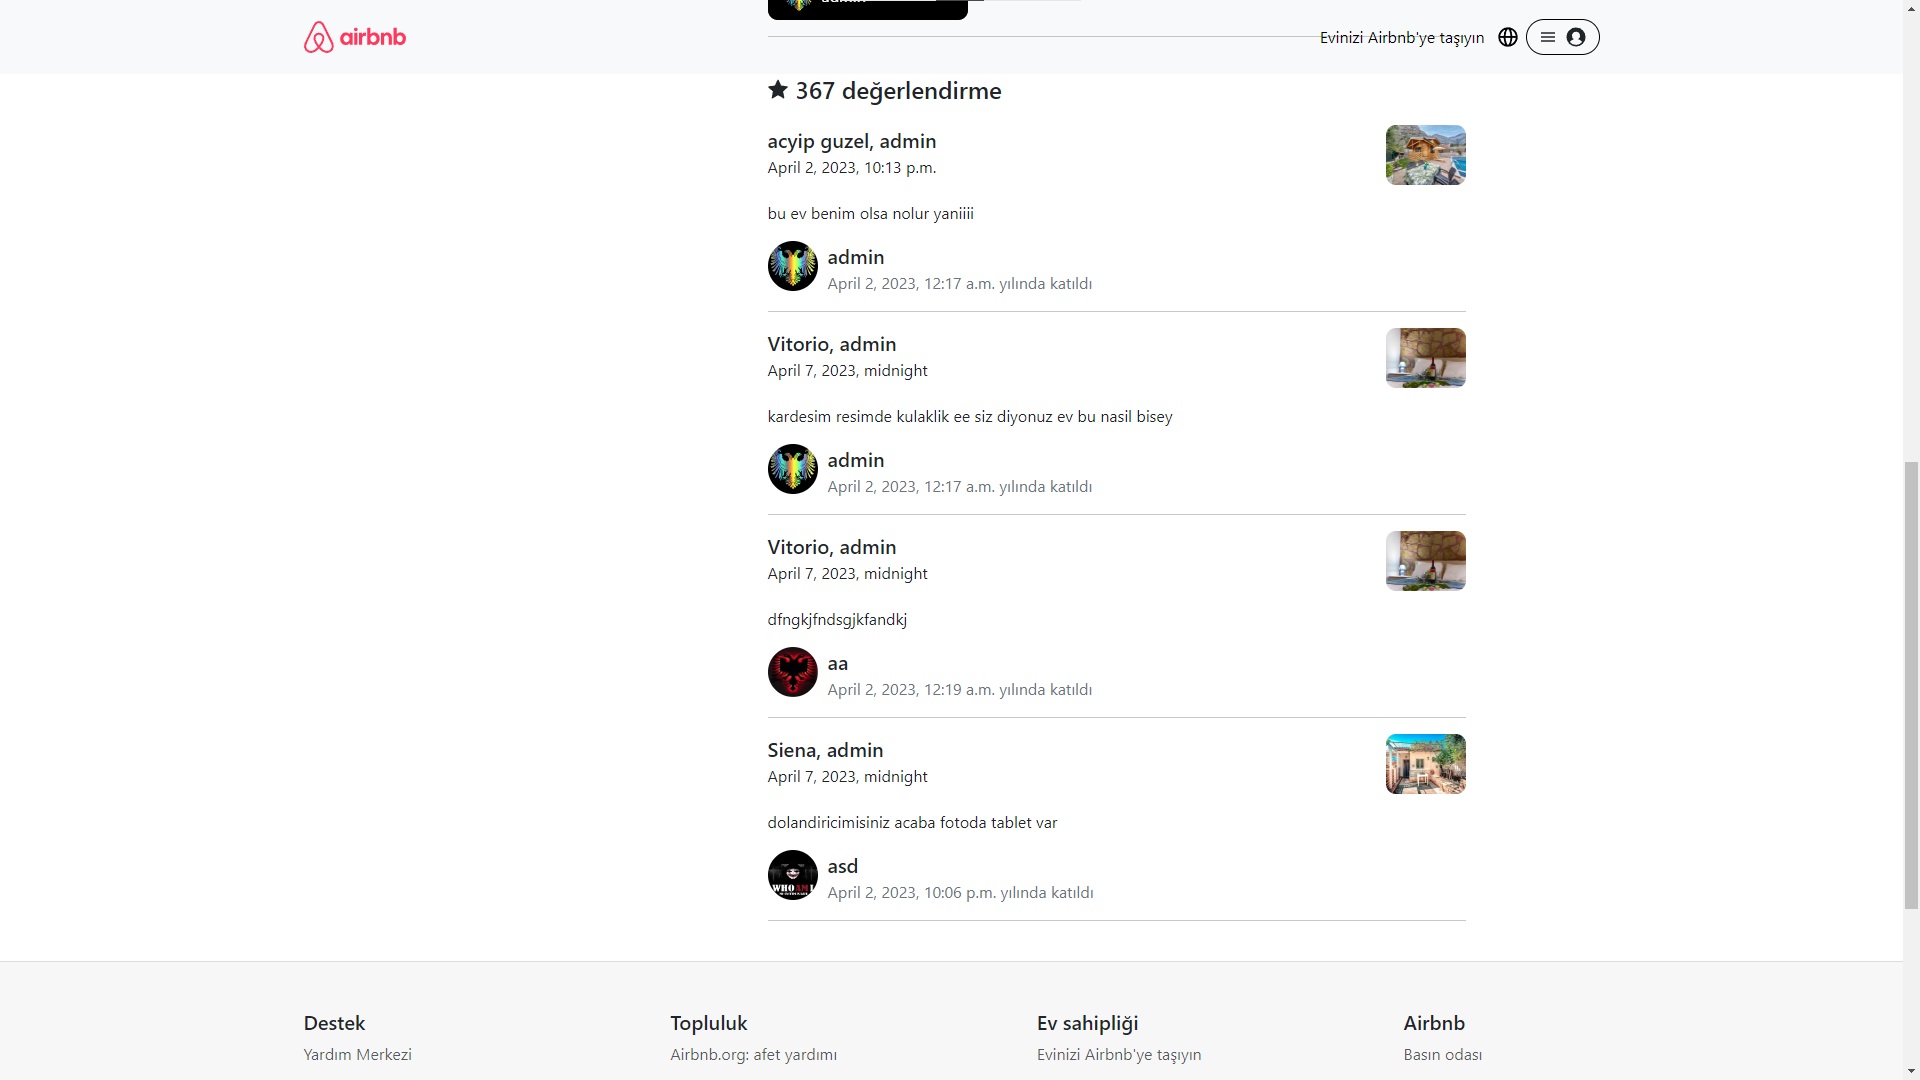 airbnb
Evinizi Airbnb'ye taşıyın
367 değerlendirme
acyip guzel, admin
April 2, 2023, 10:13 p.m.
bu ev benim olsa nolur yaniiii
admin
April 2, 2023, 12:17 a.m. yılında katıldı
Vitorio, admin
April 7, 2023, midnight
kardesim resimde kulaklik ee siz diyonuz ev bu nasil bisey
admin
April 2, 2023, 12:17 a.m. yılında katıldı
Vitorio, admin
April 7, 2023, midnight
dfngkjfndsgjkfandkj
aa
April 2, 2023, 12:19 a.m. yılında katıldı
Siena, admin
April 7, 2023, midnight
dolandiricimisiniz acaba fotoda tablet var
WHO AM I
asd
April 2, 2023, 10:06 p.m. yılında katıldı
Destek
Topluluk
Ev sahipliği
Airbnb
Yardım Merkezi
Airbnb.org: afet yardımı
Evinizi Airbnb'ye taşıyın
Basın odası